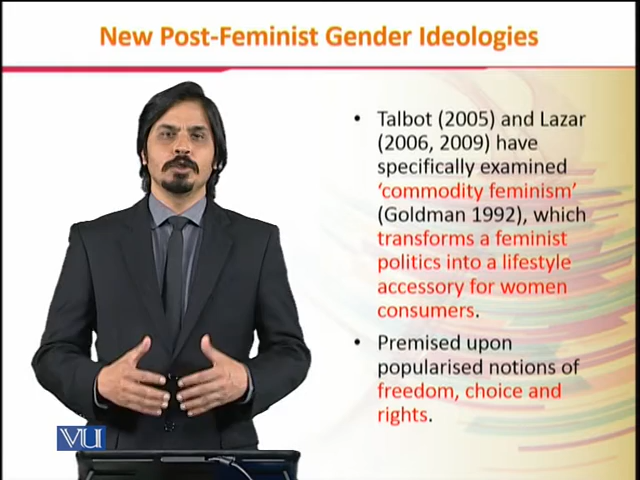 New Post-Feminist Gender Ideologies
• Talbot (2005) and Lazar
(2006, 2009) have
specifically examined
‘commodity feminism’
(Goldman 1992), which
transforms a feminist
politics into a lifestyle
accessory for women
consumers.
• Premised upon
popularised notions of
freedom, choice and
rights.
VU